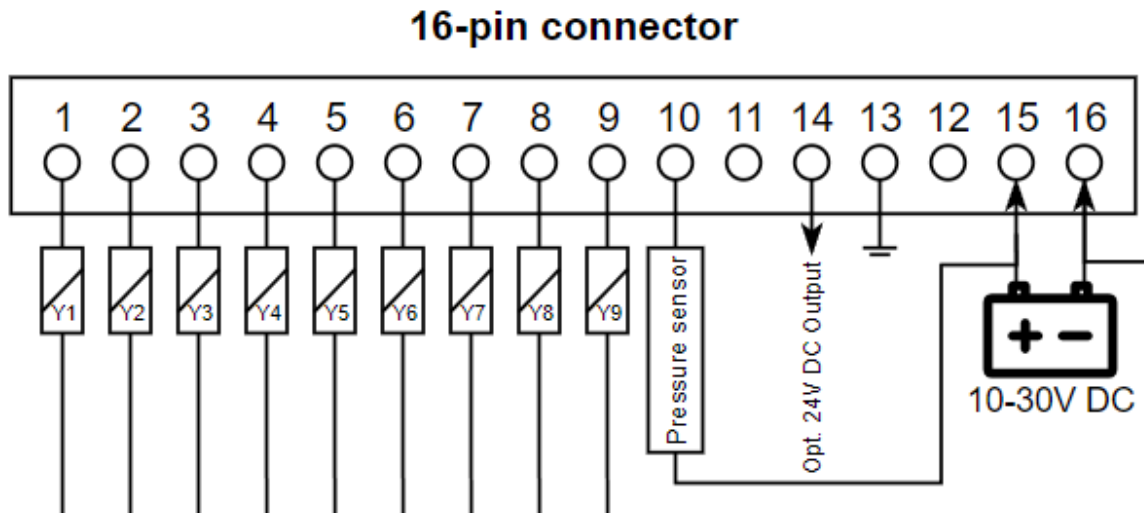 16-pin connector
1 2 3 4 5 6 7 8 9 10 11 14 13 12 15 16
Y1 Y2 Y3 Y4 Y5 Y6 Y7 Y8 Y9
Pressure sensor
Opt. 24V DC Output
+ −
10-30V DC